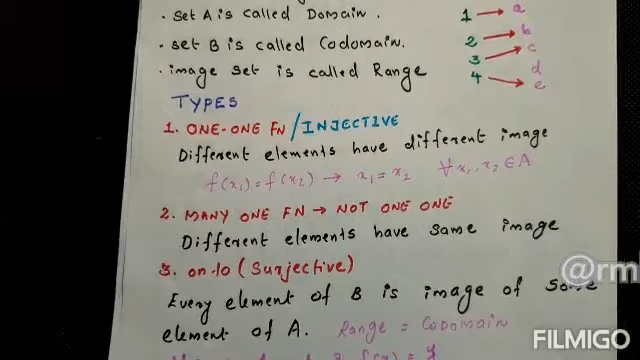 · Set A is called Domain.
· set B is called Codomain.
· image set is called Range
1 → a
2 → b
3 → c
d
4 → e
TYPES
1. ONE-ONE FN / INJECTIVE
Different elements have different image
f(x₁) = f(x₂) → x₁ = x₂ ∀ x₁, x₂ ∈ A
2. MANY ONE FN → NOT ONE ONE
Different elements have same image
3. on-to (Surjective)
Every element of B is image of some
element of A. Range = Codomain
f(x) = y
@rm
FILMIGO